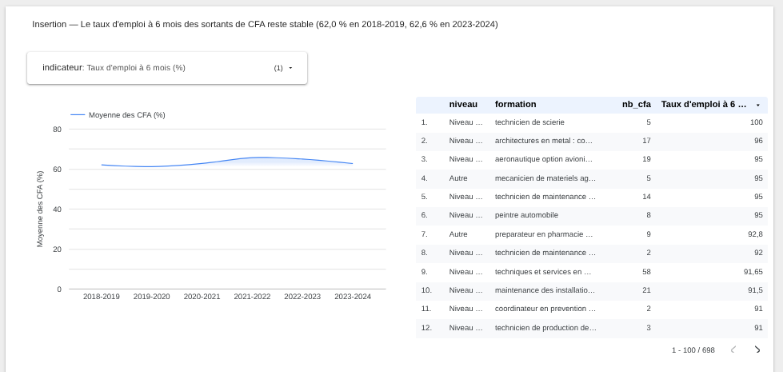 Insertion — Le taux d'emploi à 6 mois des sortants de CFA reste stable (62,0 % en 2018-2019, 62,6 % en 2023-2024)
indicateur: Taux d'emploi à 6 mois (%) (1)
Moyenne des CFA (%)
Moyenne des CFA (%)
80
60
40
20
0
2018-2019 2019-2020 2020-2021 2021-2022 2022-2023 2023-2024
niveau formation nb_cfa Taux d'emploi à 6 ...
1. Niveau ... technicien de scierie 5 100
2. Niveau ... architectures en metal : co... 17 96
3. Niveau ... aeronautique option avioni... 19 95
4. Autre mecanicien de materiels ag... 5 95
5. Niveau ... technicien de maintenance ... 14 95
6. Niveau ... peintre automobile 8 95
7. Autre preparateur en pharmacie ... 9 92,8
8. Niveau ... technicien de maintenance ... 2 92
9. Niveau ... techniques et services en ... 58 91,65
10. Niveau ... maintenance des installatio... 21 91,5
11. Niveau ... coordinateur en prevention ... 2 91
12. Niveau ... technicien de production de... 3 91
1 - 100 / 698